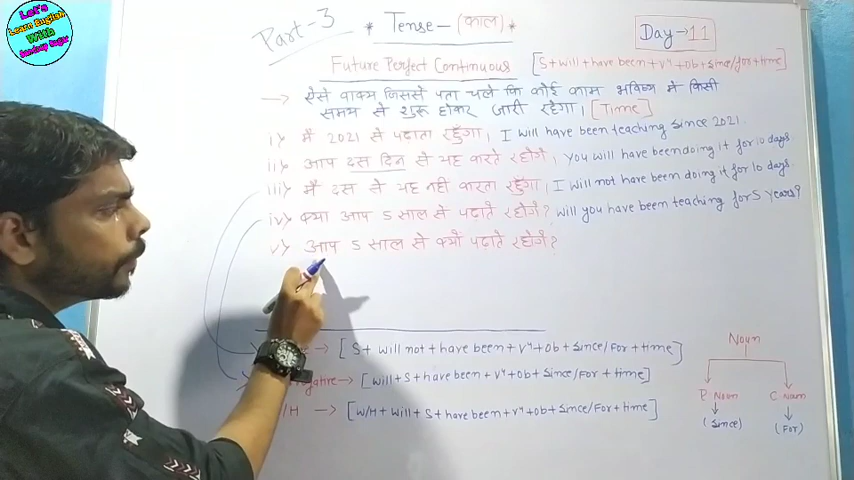 Let's
Learn English
With
Sandeep
Part-3
* Tense-(काल)*
Day→11
Future Perfect Continuous [S+will+have been+V⁴+Ob+Since/for+time]
→ ऐसे वाक्य जिससे पता चले कि कोई काम भविष्य में किसी
समय से शुरू होकर जारी रहेगा। [Time]
i> मैं 2021 से पढ़ाता रहूँगा। I will have been teaching since 2021.
ii> आप दस दिन से यह करते रहोगे। You will have been doing it for 10 days.
iii> मैं दस से यह नहीं करता रहूँगा। I will not have been doing it for 10 days.
iv> क्या आप 5 साल से पढ़ाते रहोगे? Will you have been teaching for 5 years?
v> आप 5 साल से क्यों पढ़ाते रहोगे?
→ [S+ will not + have been + V⁴+Ob+ Since/For + time]
→ [Will+S+have been+V⁴+Ob+ Since/For + time]
W/H → [W/H + Will + S + have been + V⁴+Ob + Since/For + time]
Noun
P. Noun C. Noun
(Since) (For)